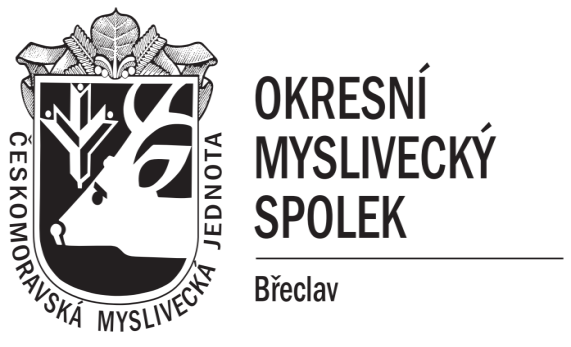 ČESKOMORAVSKÁ MYSLIVECKÁ JEDNOTA
OKRESNÍ
MYSLIVECKÝ
SPOLEK
Břeclav